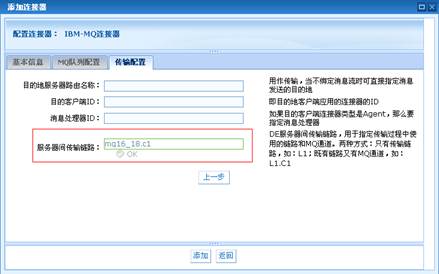 添加连接器
配置连接器： IBM-MQ连接器
基本信息 MQ队列配置 传输配置
目的地服务器路由名称：
用作传输，当不绑定消息流时可直接指定消息发送的目的地
目的客户端ID：
即目的地客户端应用的连接器的ID
消息处理器ID：
如果目的客户端连接器类型是Agent，那么要指定消息处理器
服务器间传输链路：
mq16_18.c1
OK
DE服务器间传输链路，用于指定传输过程中使用的链路和MQ通道。两种方式：只有传输链路，如：L1；既有链路又有MQ通道，如：L1.C1
上一步
添加 返回